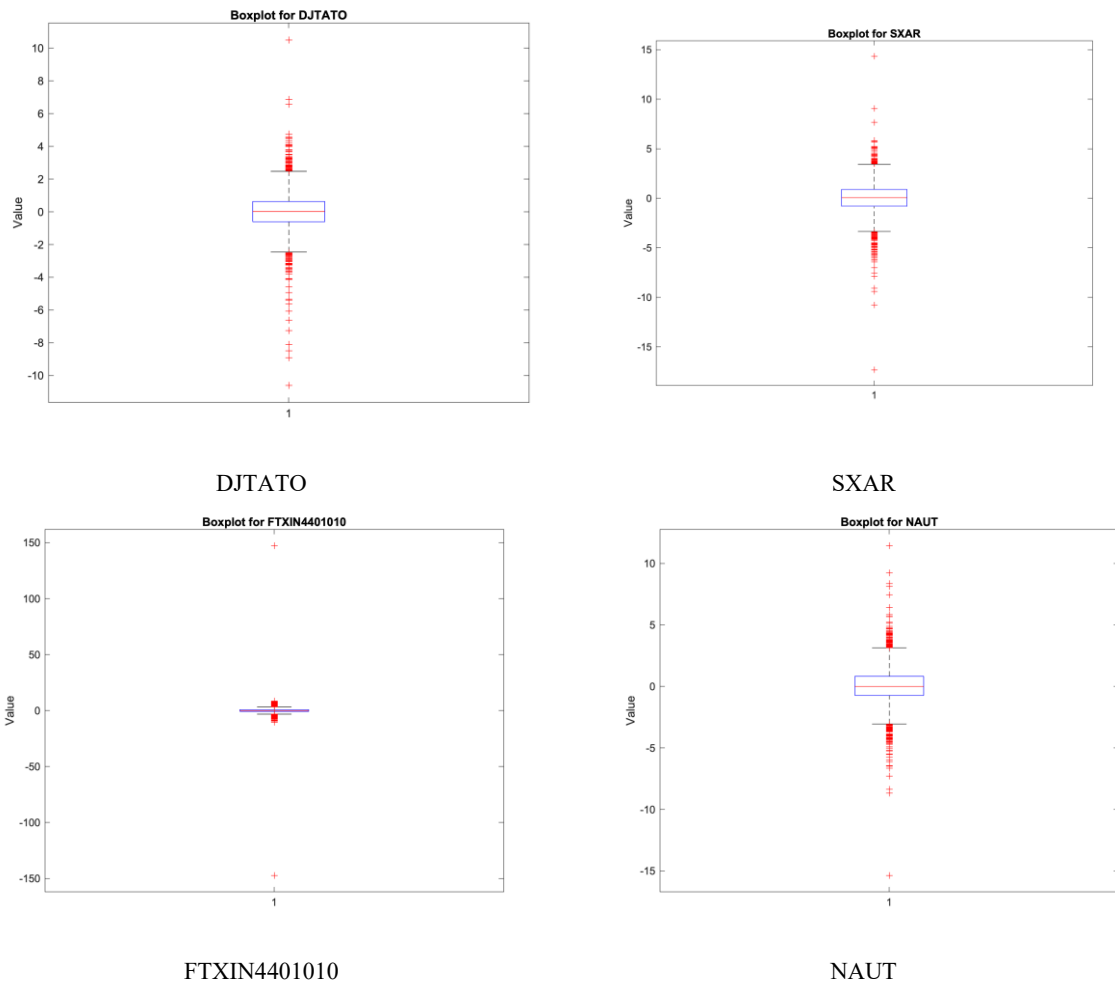 Boxplot for DJTATO
10
8
6
4
2
0
-2
-4
-6
-8
-10
Value
1
DJTATO
Boxplot for SXAR
15
10
5
0
-5
-10
-15
Value
1
SXAR
Boxplot for FTXIN4401010
150
100
50
0
-50
-100
-150
Value
1
FTXIN4401010
Boxplot for NAUT
10
5
0
-5
-10
-15
Value
1
NAUT